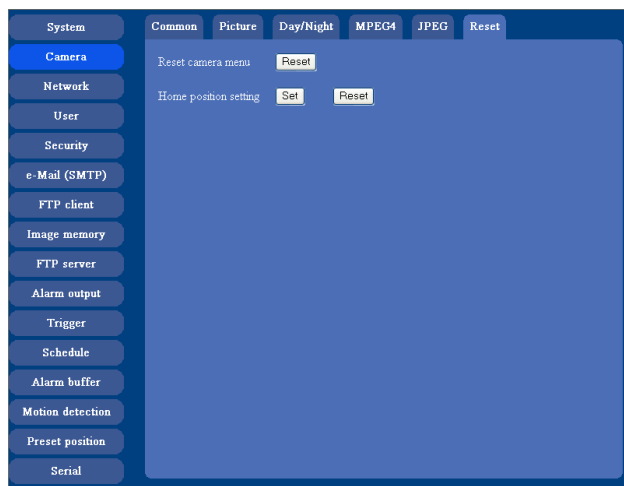 System
Camera
Network
User
Security
e-Mail (SMTP)
FTP client
Image memory
FTP server
Alarm output
Trigger
Schedule
Alarm buffer
Motion detection
Preset position
Serial
Common Picture Day/Night MPEG4 JPEG Reset
Reset camera menu Reset
Home position setting Set Reset